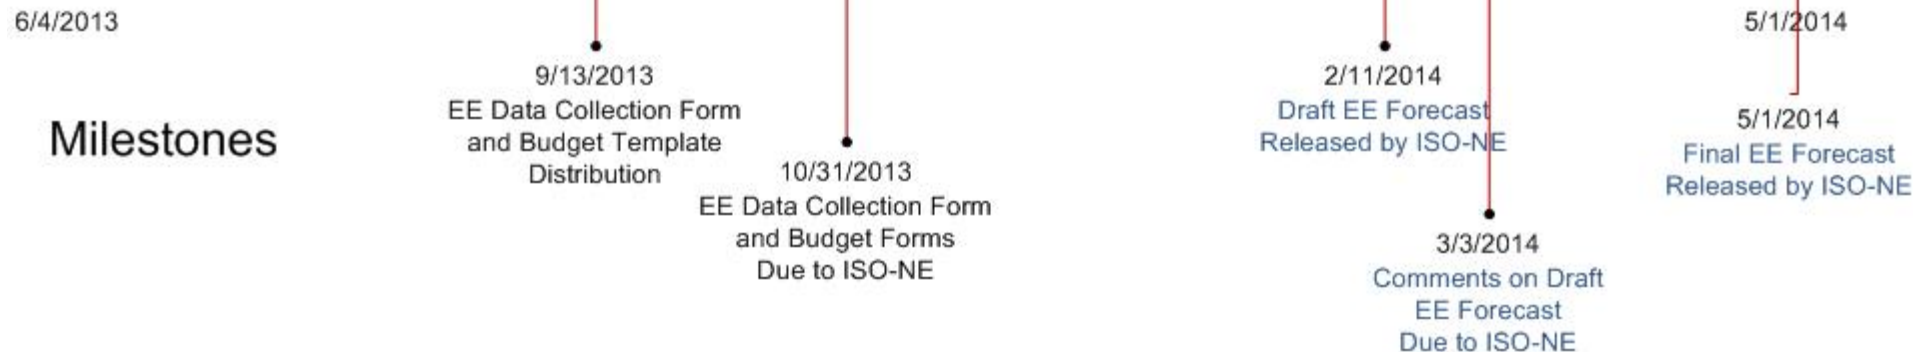 6/4/2013
5/1/2014
9/13/2013
EE Data Collection Form
and Budget Template
Distribution
2/11/2014
Draft EE Forecast
Released by ISO-NE
5/1/2014
Final EE Forecast
Released by ISO-NE
Milestones
10/31/2013
EE Data Collection Form
and Budget Forms
Due to ISO-NE
3/3/2014
Comments on Draft
EE Forecast
Due to ISO-NE